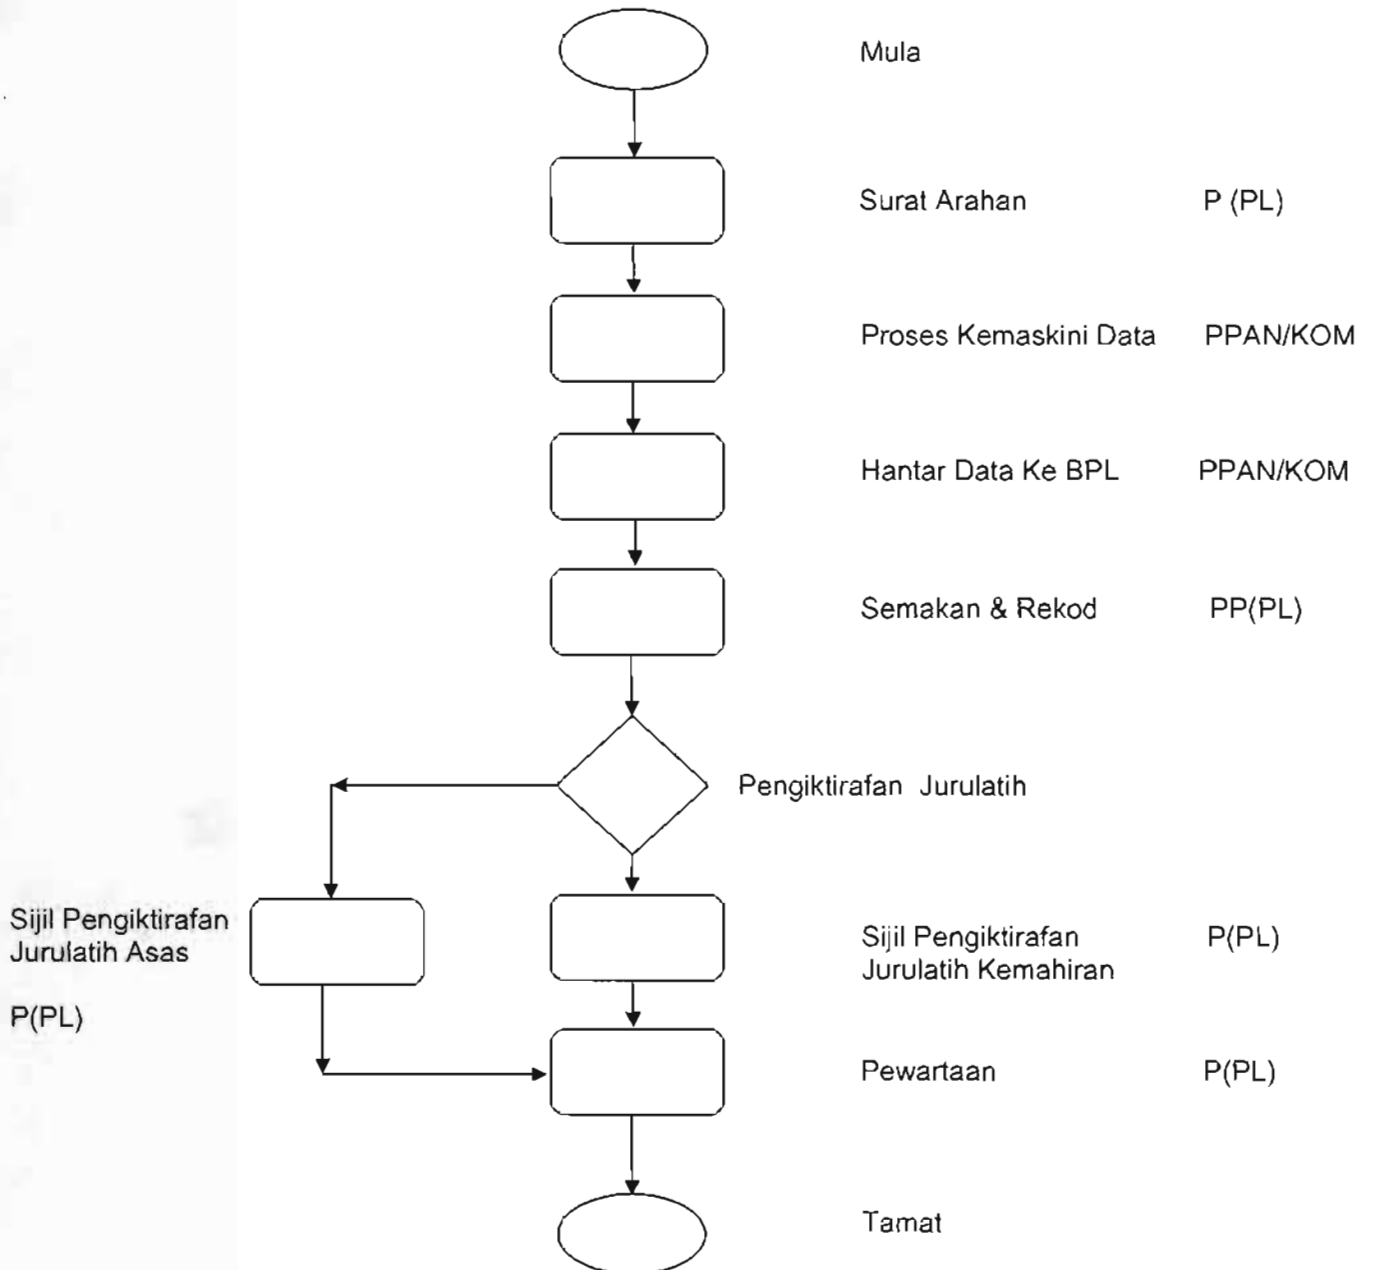 Mula
Surat Arahan P (PL)
Proses Kemaskini Data PPAN/KOM
Hantar Data Ke BPL PPAN/KOM
Semakan & Rekod PP(PL)
Pengiktirafan Jurulatih
Sijil Pengiktirafan
Jurulatih Asas
P(PL)
Sijil Pengiktirafan P(PL)
Jurulatih Kemahiran
Pewartaan P(PL)
Tamat